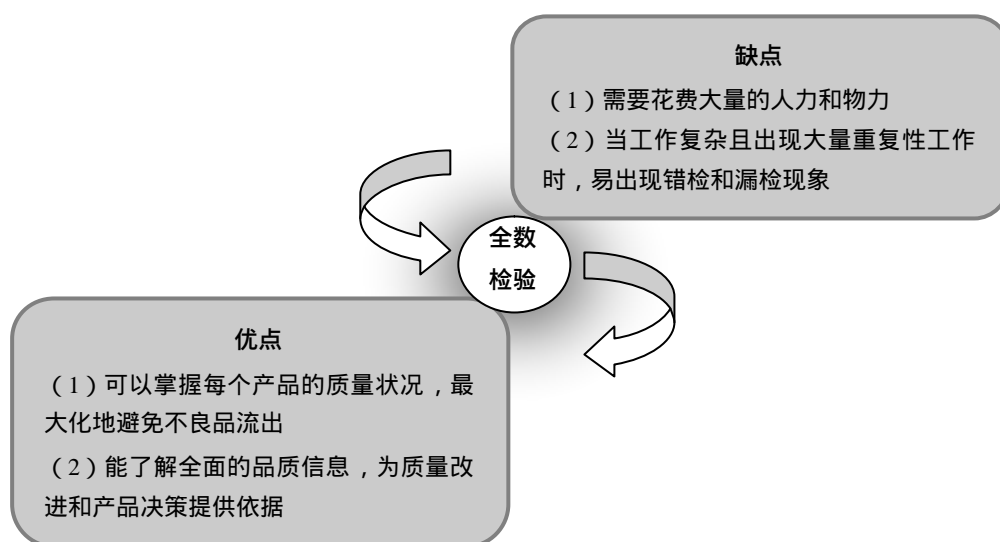 缺点
（1）需要花费大量的人力和物力
（2）当工作复杂且出现大量重复性工作
时，易出现错检和漏检现象
全数
检验
优点
（1）可以掌握每个产品的质量状况，最
大化地避免不良品流出
（2）能了解全面的品质信息，为质量改
进和产品决策提供依据